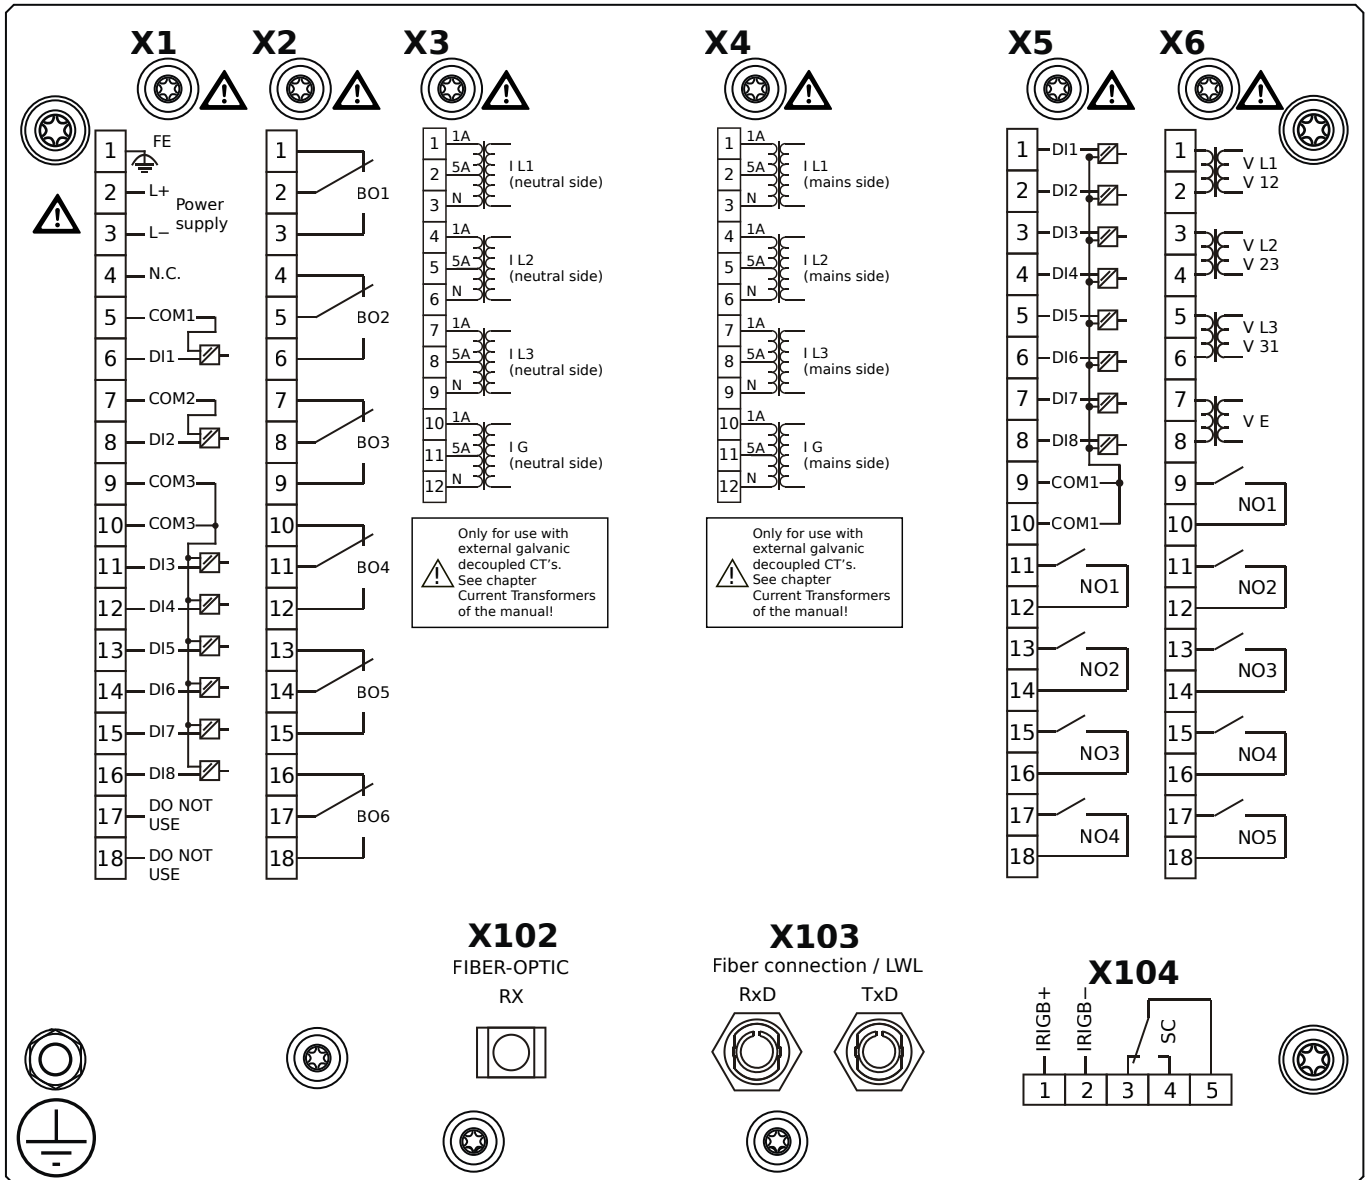 X1
1
FE
2
L+
Power
supply
3
L−
4
N.C.
5
COM1
6
DI1
7
COM2
8
DI2
9
COM3
10
COM3
11
DI3
12
DI4
13
DI5
14
DI6
15
DI7
16
DI8
17
DO NOT
USE
18
DO NOT
USE
X2
1
2
BO1
3
4
5
BO2
6
7
8
BO3
9
10
11
BO4
12
13
14
BO5
15
16
17
BO6
18
X3
1
1A
2
5A
3
N
I L1
(neutral side)
4
1A
5
5A
6
N
I L2
(neutral side)
7
1A
8
5A
9
N
I L3
(neutral side)
10
1A
11
5A
12
N
I G
(neutral side)
Only for use with
external galvanic
decoupled CT’s.
See chapter
Current Transformers
of the manual!
X4
1
1A
2
5A
3
N
I L1
(mains side)
4
1A
5
5A
6
N
I L2
(mains side)
7
1A
8
5A
9
N
I L3
(mains side)
10
1A
11
5A
12
N
I G
(mains side)
Only for use with
external galvanic
decoupled CT’s.
See chapter
Current Transformers
of the manual!
X5
1
DI1
2
DI2
3
DI3
4
DI4
5
DI5
6
DI6
7
DI7
8
DI8
9
COM1
10
COM1
11
NO1
12
13
NO2
14
15
NO3
16
17
NO4
18
X6
1
V L1
2
V 12
3
V L2
4
V 23
5
V L3
6
V 31
7
V E
8
9
NO1
10
11
NO2
12
13
NO3
14
15
NO4
16
17
NO5
18
X102
FIBER-OPTIC
RX
X103
Fiber connection / LWL
RxD TxD
X104
IRIGB+
IRIGB−
SC
1 2 3 4 5